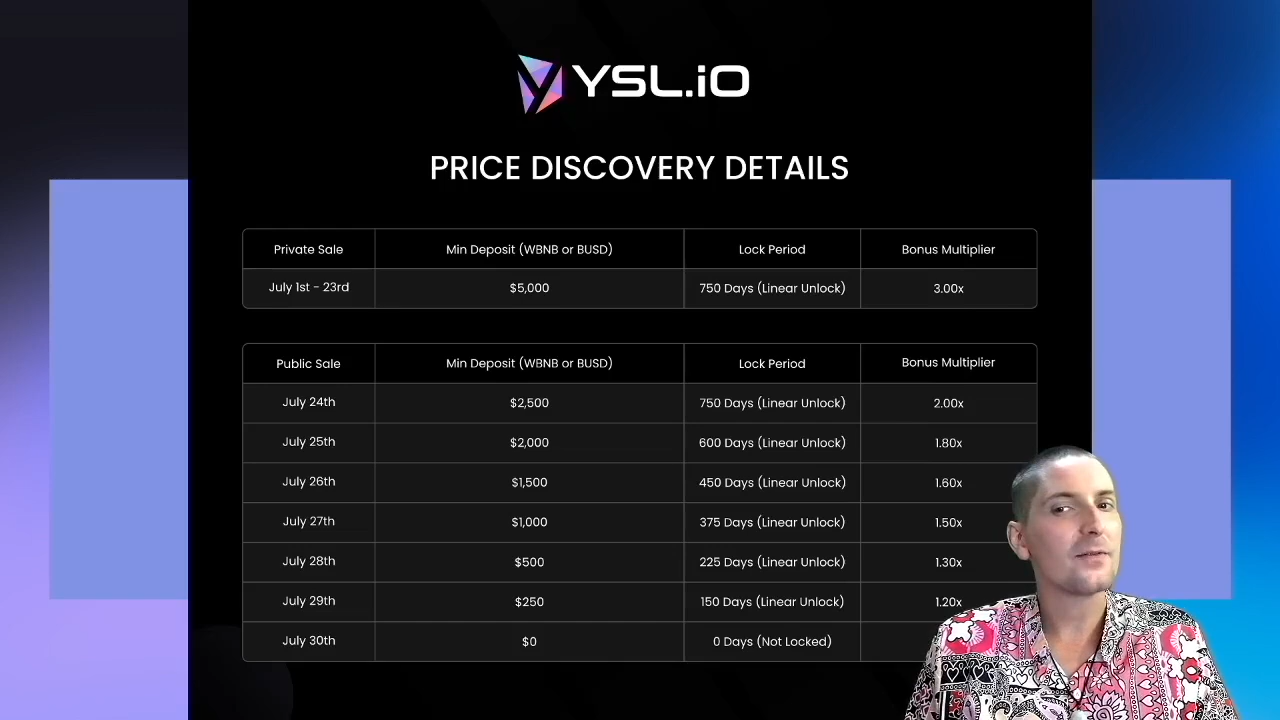 YSL.iO
PRICE DISCOVERY DETAILS
Private Sale Min Deposit (WBNB or BUSD) Lock Period Bonus Multiplier
July 1st - 23rd $5,000 750 Days (Linear Unlock) 3.00x
Public Sale Min Deposit (WBNB or BUSD) Lock Period Bonus Multiplier
July 24th $2,500 750 Days (Linear Unlock) 2.00x
July 25th $2,000 600 Days (Linear Unlock) 1.80x
July 26th $1,500 450 Days (Linear Unlock) 1.60x
July 27th $1,000 375 Days (Linear Unlock) 1.50x
July 28th $500 225 Days (Linear Unlock) 1.30x
July 29th $250 150 Days (Linear Unlock) 1.20x
July 30th $0 0 Days (Not Locked)